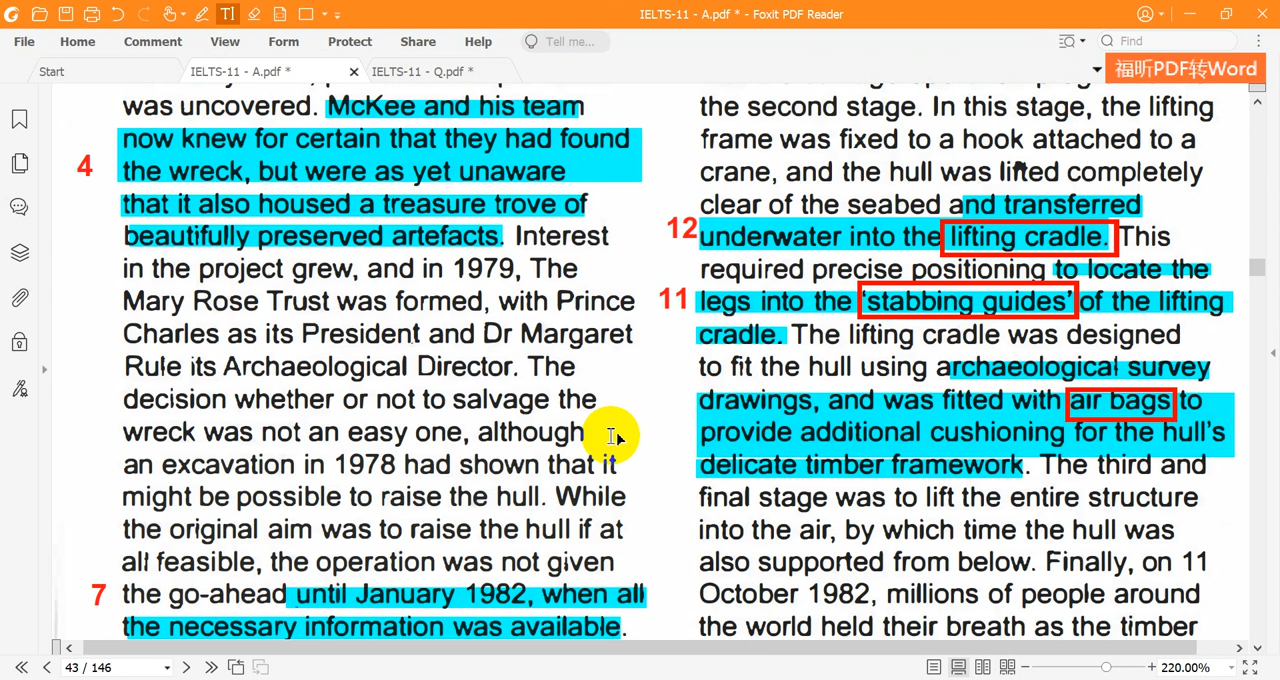 IELTS-11 - A.pdf * - Foxit PDF Reader
File Home Comment View Form Protect Share Help Tell me... Find
Start IELTS-11 - A.pdf * IELTS-11 - Q.pdf * 福昕PDF转Word
was uncovered. McKee and his team
now knew for certain that they had found
4 the wreck, but were as yet unaware
that it also housed a treasure trove of
beautifully preserved artefacts. Interest
in the project grew, and in 1979, The
Mary Rose Trust was formed, with Prince
Charles as its President and Dr Margaret
Rule its Archaeological Director. The
decision whether or not to salvage the
wreck was not an easy one, although
an excavation in 1978 had shown that it
might be possible to raise the hull. While
the original aim was to raise the hull if at
all feasible, the operation was not given
7 the go-ahead until January 1982, when all
the necessary information was available.
the second stage. In this stage, the lifting
frame was fixed to a hook attached to a
crane, and the hull was lifted completely
clear of the seabed and transferred
12 underwater into the lifting cradle. This
required precise positioning to locate the
11 legs into the 'stabbing guides' of the lifting
cradle. The lifting cradle was designed
to fit the hull using archaeological survey
drawings, and was fitted with air bags to
provide additional cushioning for the hull's
delicate timber framework. The third and
final stage was to lift the entire structure
into the air, by which time the hull was
also supported from below. Finally, on 11
October 1982, millions of people around
the world held their breath as the timber
43 / 146 220.00%